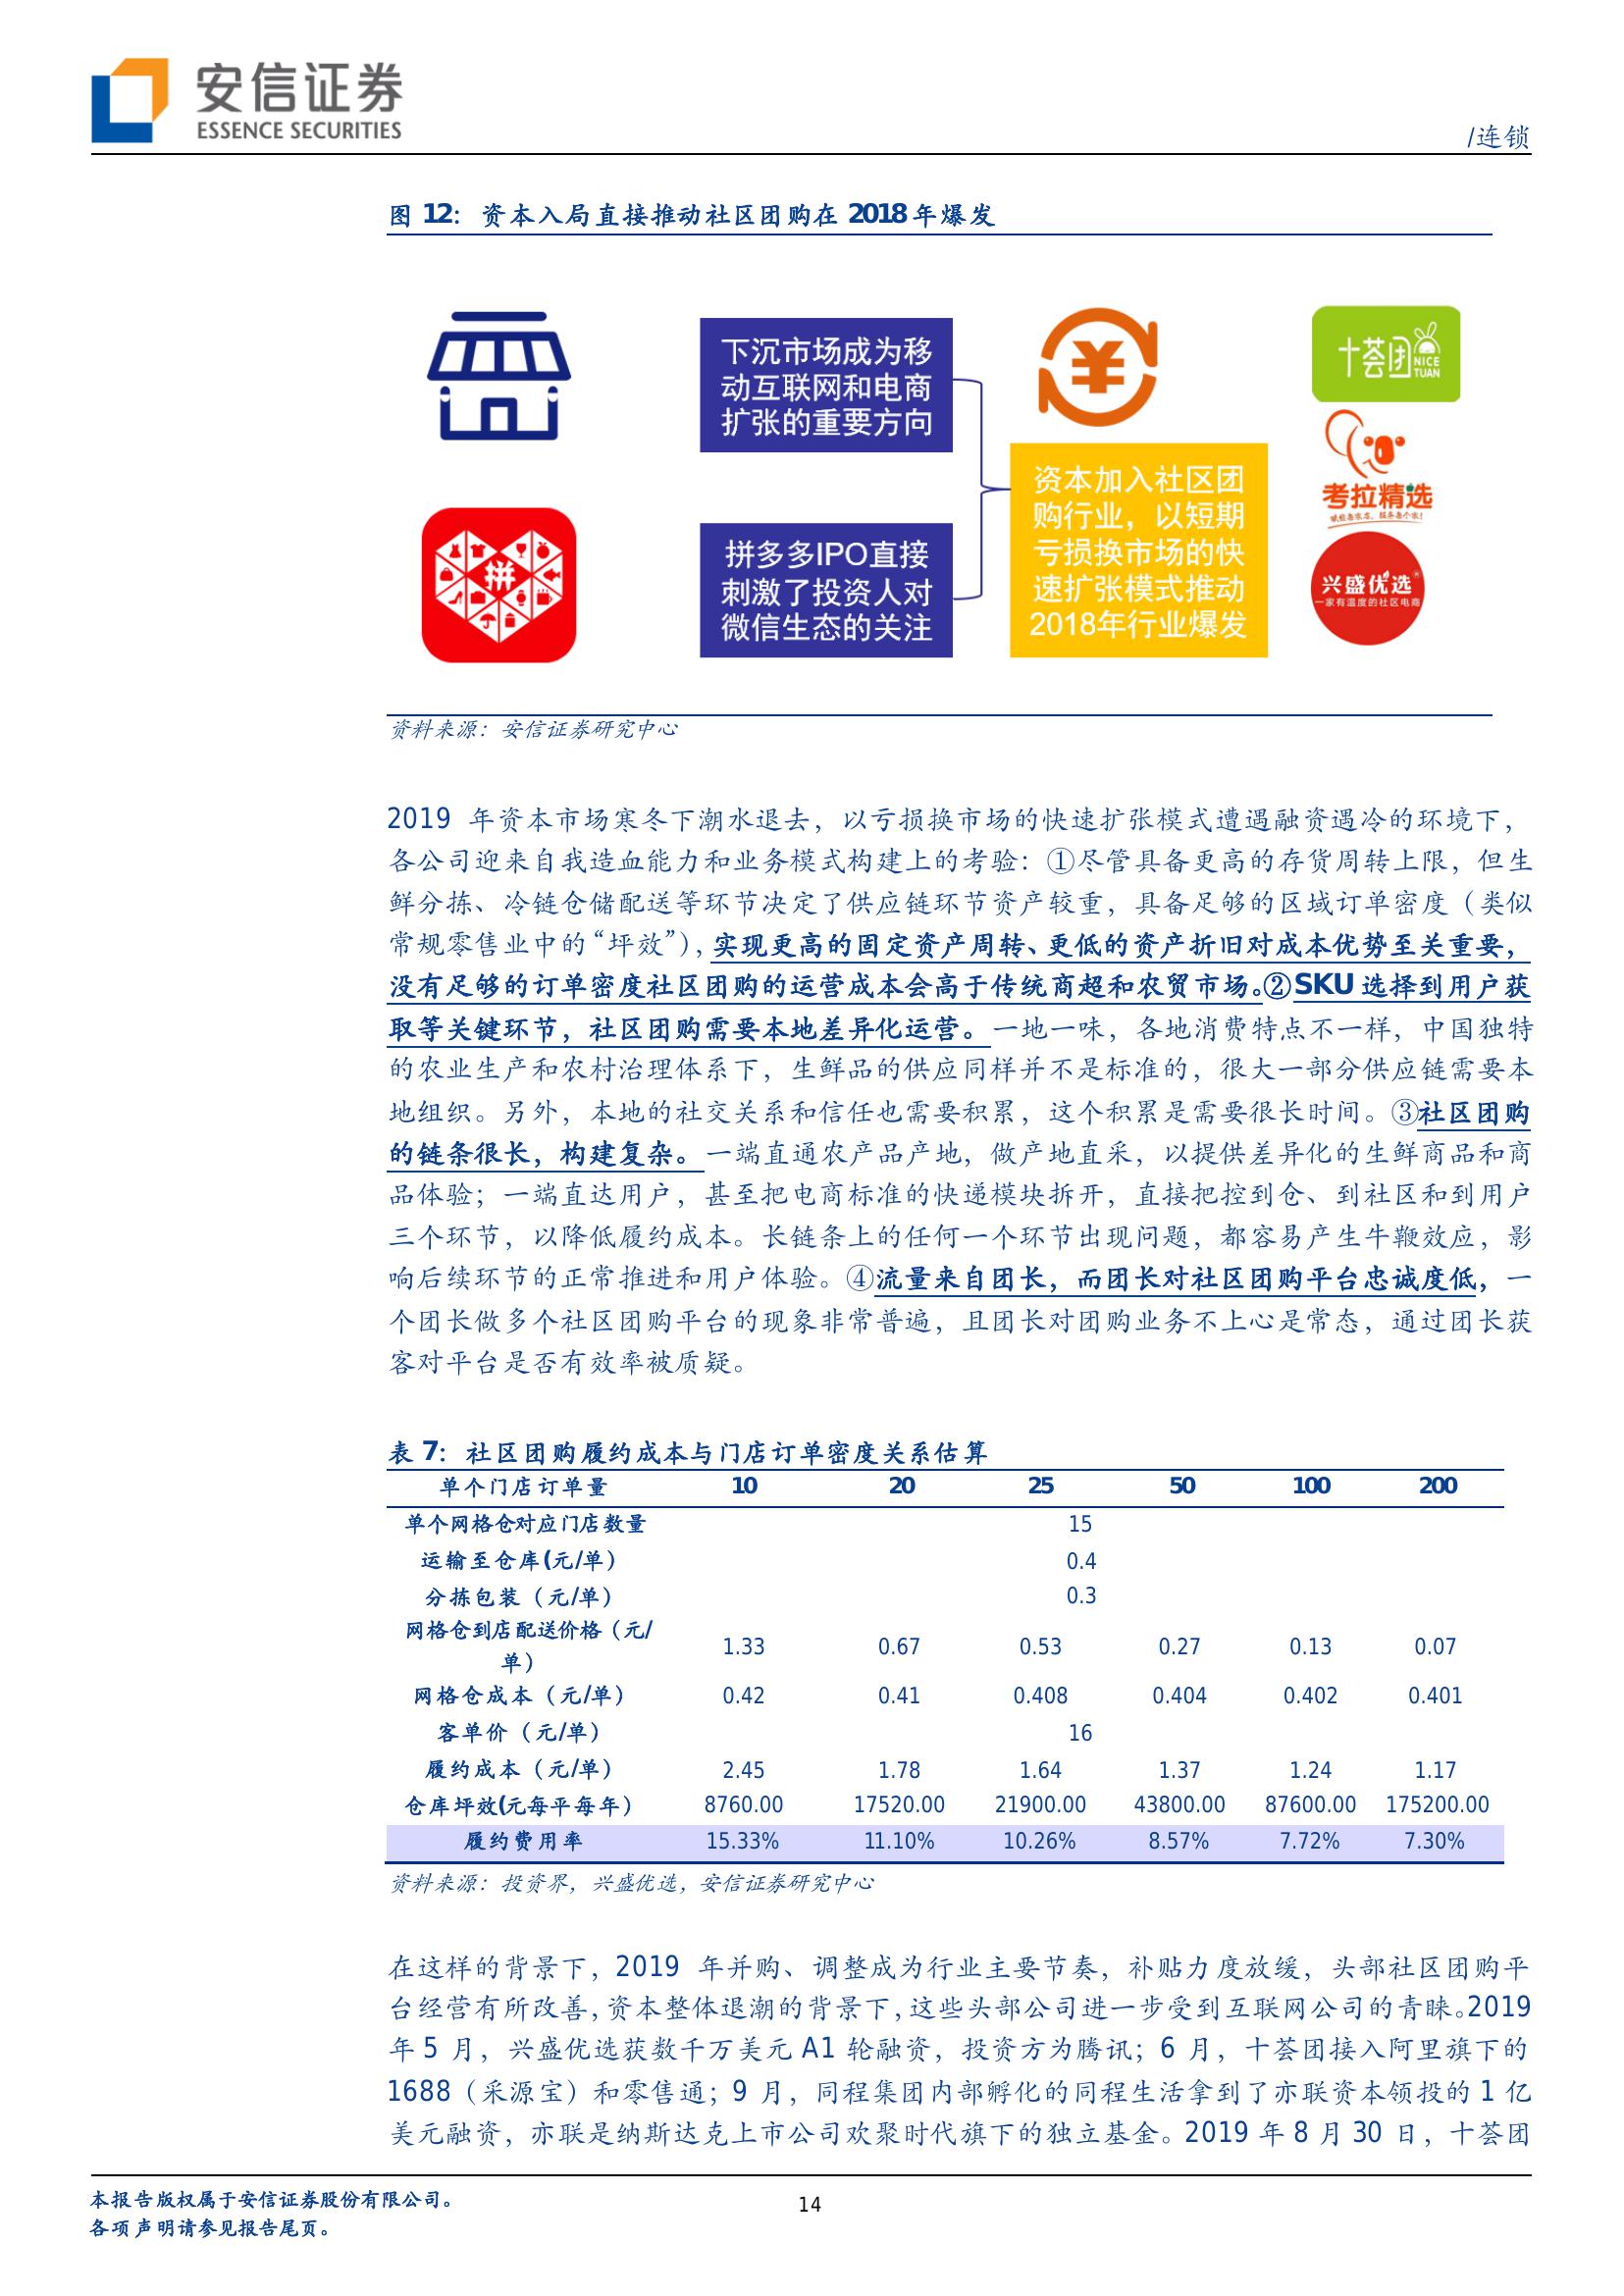 安信证券
ESSENCE SECURITIES
/连锁
图 12：资本入局直接推动社区团购在 2018 年爆发
下沉市场成为移
动互联网和电商
扩张的重要方向
拼
拼多多IPO直接
刺激了投资人对
微信生态的关注
资本加入社区团
购行业，以短期
亏损换市场的快
速扩张模式推动
2018年行业爆发
十荟团
NICE
TUAN
考拉精选
兴盛优选
一家有温度的社区电商
资料来源：安信证券研究中心
2019 年资本市场寒冬下潮水退去，以亏损换市场的快速扩张模式遭遇融资遇冷的环境下，
各公司迎来自我造血能力和业务模式构建上的考验：①尽管具备更高的存货周转上限，但生
鲜分拣、冷链仓储配送等环节决定了供应链环节资产较重，具备足够的区域订单密度（类似
常规零售业中的“坪效”），实现更高的固定资产周转、更低的资产折旧对成本优势至关重要，
没有足够的订单密度社区团购的运营成本会高于传统商超和农贸市场。②SKU 选择到用户获
取等关键环节，社区团购需要本地差异化运营。一地一味，各地消费特点不一样，中国独特
的农业生产和农村治理体系下，生鲜品的供应同样并不是标准的，很大一部分供应链需要本
地组织。另外，本地的社交关系和信任也需要积累，这个积累是需要很长时间。③社区团购
的链条很长，构建复杂。一端直通农产品产地，做产地直采，以提供差异化的生鲜商品和商
品体验；一端直达用户，甚至把电商标准的快递模块拆开，直接把控到仓、到社区和到用户
三个环节，以降低履约成本。长链条上的任何一个环节出现问题，都容易产生牛鞭效应，影
响后续环节的正常推进和用户体验。④流量来自团长，而团长对社区团购平台忠诚度低，一
个团长做多个社区团购平台的现象非常普遍，且团长对团购业务不上心是常态，通过团长获
客对平台是否有效率被质疑。
表 7：社区团购履约成本与门店订单密度关系估算
单个门店订单量 10 20 25 50 100 200
单个网格仓对应门店数量 15
运输至仓库(元/单） 0.4
分拣包装（元/单） 0.3
网格仓到店配送价格（元/
单） 1.33 0.67 0.53 0.27 0.13 0.07
网格仓成本（元/单） 0.42 0.41 0.408 0.404 0.402 0.401
客单价（元/单） 16
履约成本（元/单） 2.45 1.78 1.64 1.37 1.24 1.17
仓库坪效(元每平每年） 8760.00 17520.00 21900.00 43800.00 87600.00 175200.00
履约费用率 15.33% 11.10% 10.26% 8.57% 7.72% 7.30%
资料来源：投资界，兴盛优选，安信证券研究中心
在这样的背景下，2019 年并购、调整成为行业主要节奏，补贴力度放缓，头部社区团购平
台经营有所改善，资本整体退潮的背景下，这些头部公司进一步受到互联网公司的青睐。2019
年 5 月，兴盛优选获数千万美元 A1 轮融资，投资方为腾讯；6 月，十荟团接入阿里旗下的
1688（采源宝）和零售通；9 月，同程集团内部孵化的同程生活拿到了亦联资本领投的 1 亿
美元融资，亦联是纳斯达克上市公司欢聚时代旗下的独立基金。2019 年 8 月 30 日，十荟团
本报告版权属于安信证券股份有限公司。
各项声明请参见报告尾页。
14